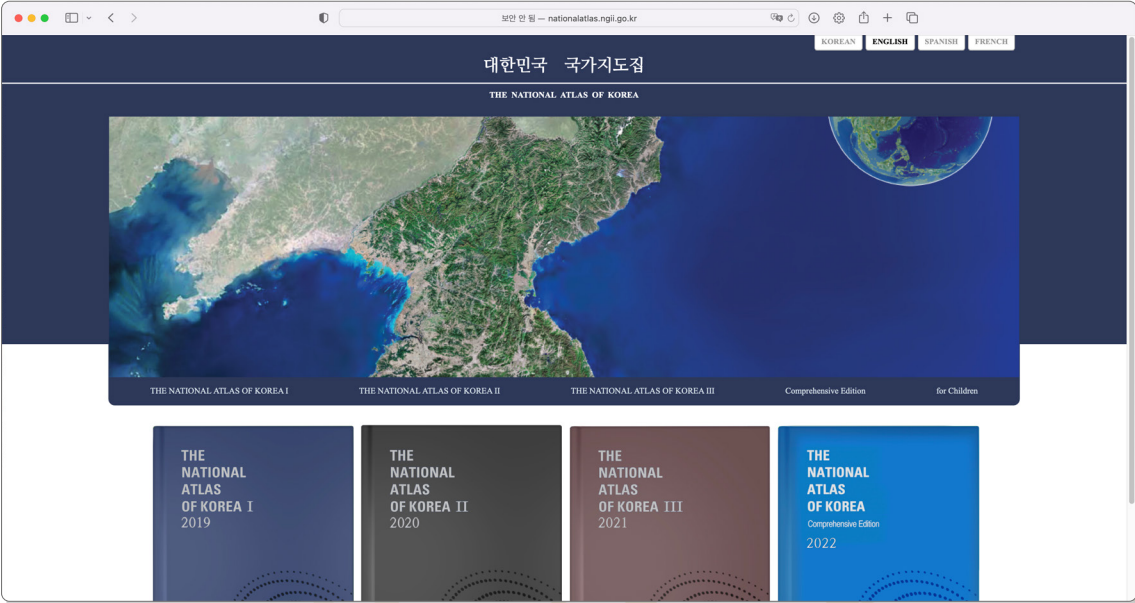 보안 안 됨 — nationalatlas.ngii.go.kr
KOREAN ENGLISH SPANISH FRENCH
대한민국 국가지도집
THE NATIONAL ATLAS OF KOREA
THE NATIONAL ATLAS OF KOREA I THE NATIONAL ATLAS OF KOREA II THE NATIONAL ATLAS OF KOREA III Comprehensive Edition for Children
THE
NATIONAL
ATLAS
OF KOREA I
2019
THE
NATIONAL
ATLAS
OF KOREA II
2020
THE
NATIONAL
ATLAS
OF KOREA III
2021
THE
NATIONAL
ATLAS
OF KOREA
Comprehensive Edition
2022